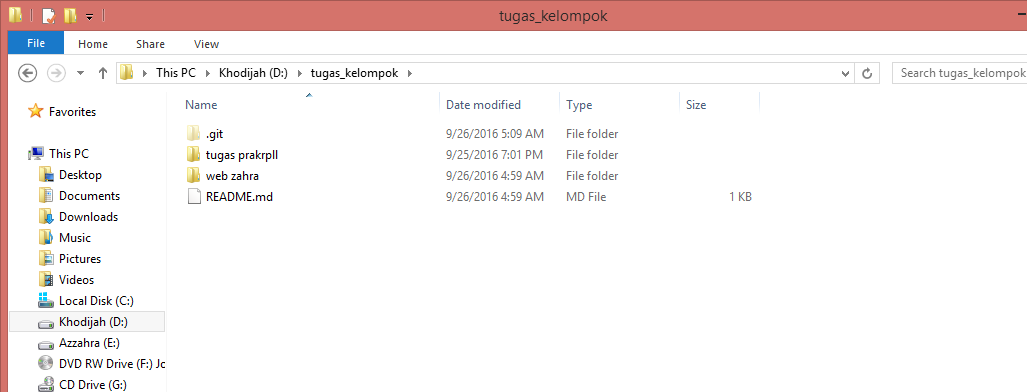 tugas_kelompok
File Home Share View
This PC Khodijah (D:) tugas_kelompok
Search tugas_kelompok
Name Date modified Type Size
.git 9/26/2016 5:09 AM File folder
tugas prakrpll 9/25/2016 7:01 PM File folder
web zahra 9/26/2016 4:59 AM File folder
README.md 9/26/2016 4:59 AM MD File 1 KB
Favorites
This PC
Desktop
Documents
Downloads
Music
Pictures
Videos
Local Disk (C:)
Khodijah (D:)
Azzahra (E:)
DVD RW Drive (F:) Jo
CD Drive (G:)